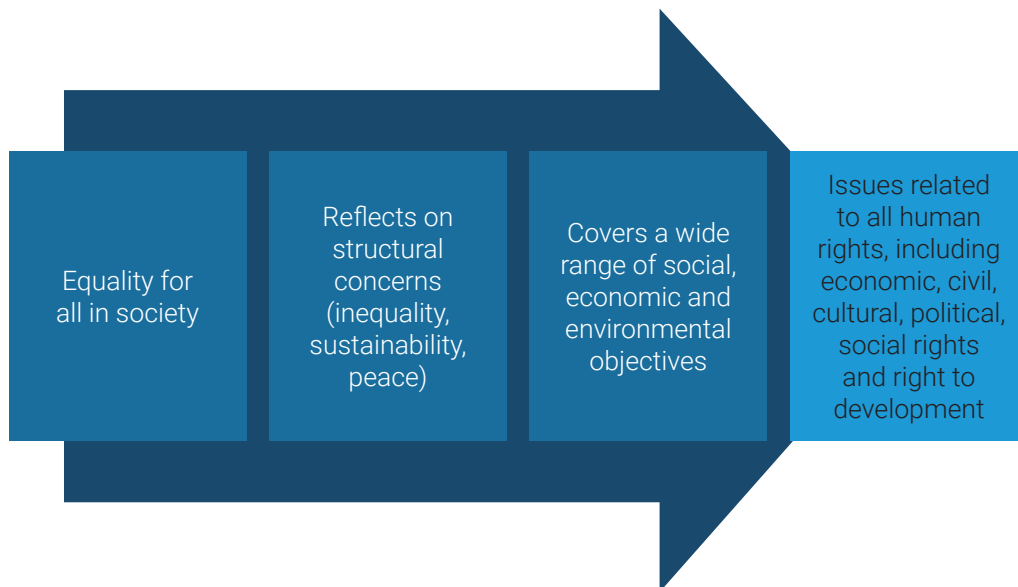 Equality for
all in society
Reflects on
structural
concerns
(inequality,
sustainability,
peace)
Covers a wide
range of social,
economic and
environmental
objectives
Issues related
to all human
rights, including
economic, civil,
cultural, political,
social rights
and right to
development